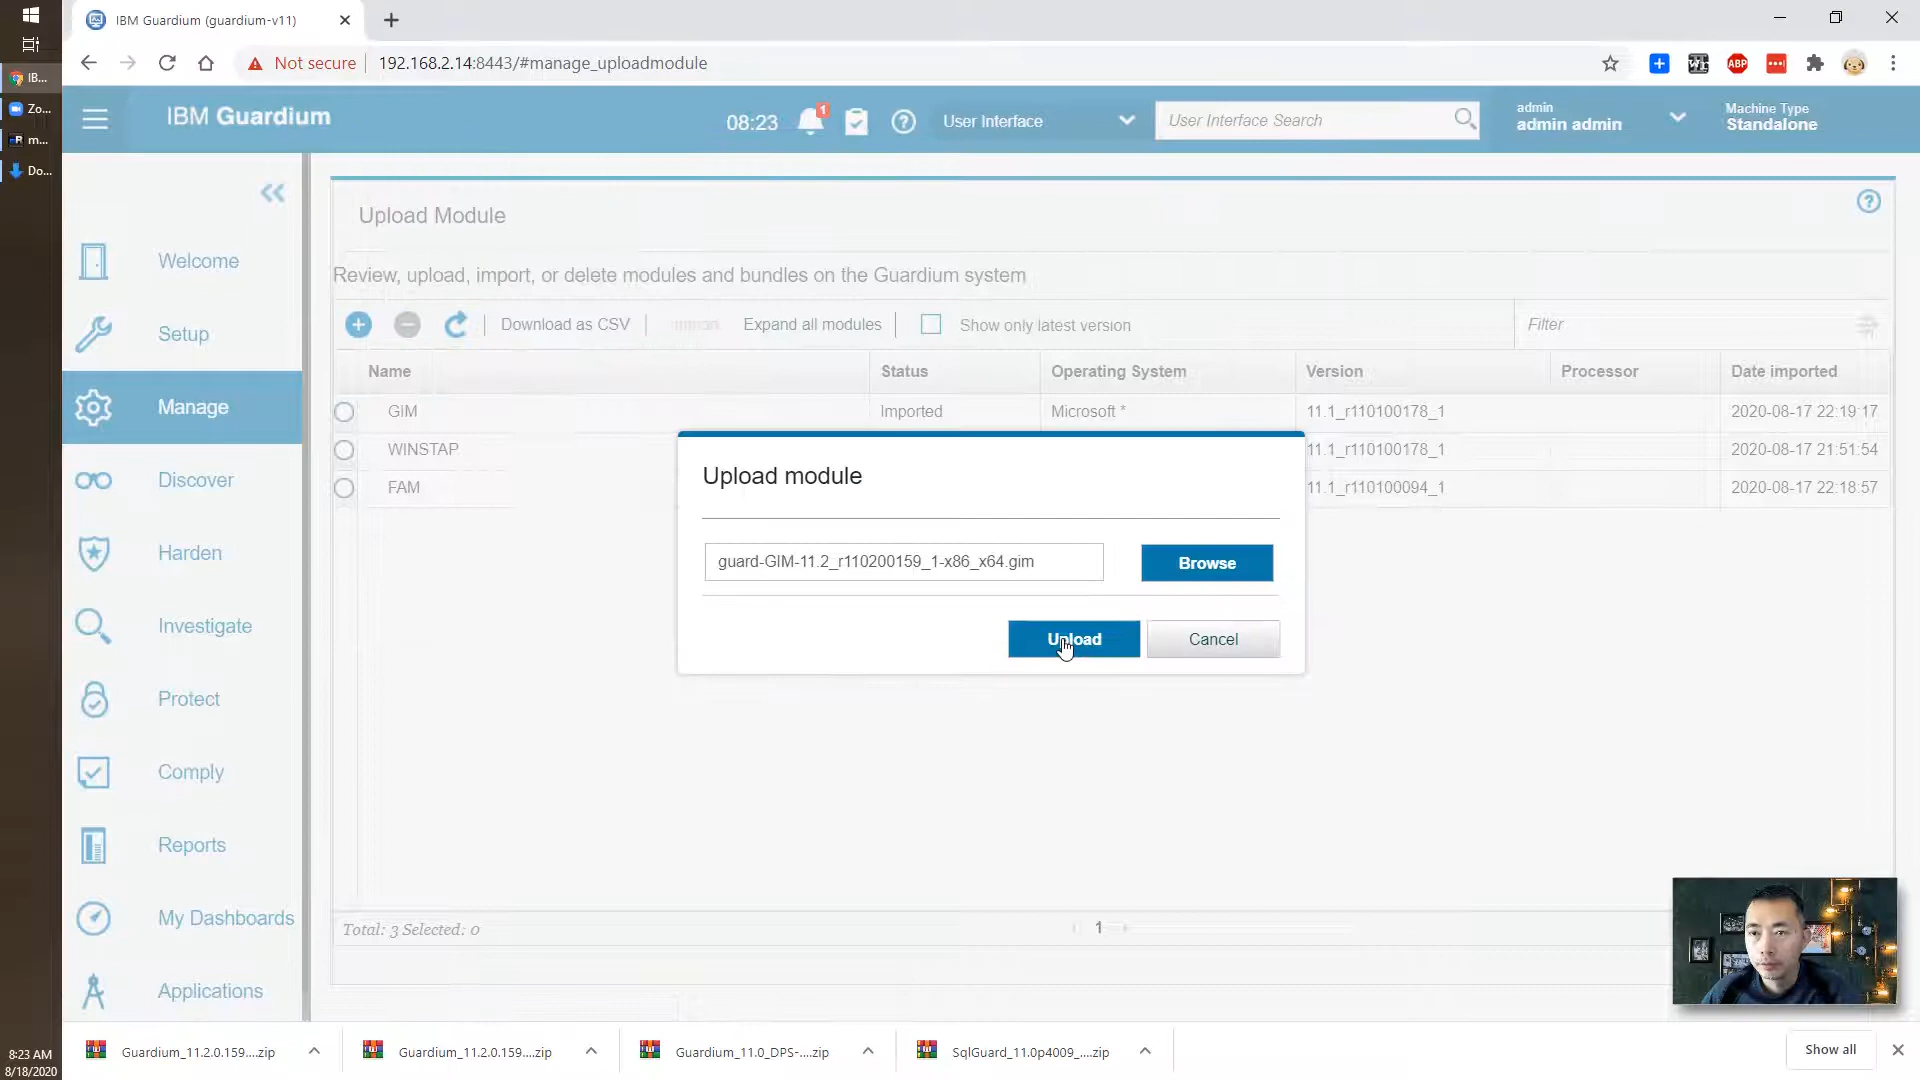 IBM Guardium (guardium-v11)
IB...
Zo...
m...
Do...
Not secure
192.168.2.14:8443/#manage_uploadmodule
ABP
IBM Guardium
08:23
1
User Interface
User Interface Search
admin
admin admin
Machine Type
Standalone
Welcome
Setup
Manage
Discover
Harden
Investigate
Protect
Comply
Reports
My Dashboards
Applications
Upload Module
Review, upload, import, or delete modules and bundles on the Guardium system
Download as CSV
Expand all modules
Show only latest version
Filter
Name Status Operating System Version Processor Date imported
GIM Imported Microsoft * 11.1_r110100178_1 2020-08-17 22:19:17
WINSTAP 11.1_r110100178_1 2020-08-17 21:51:54
FAM 11.1_r110100094_1 2020-08-17 22:18:57
Upload module
guard-GIM-11.2_r110200159_1-x86_x64.gim
Browse
Upload
Cancel
Total: 3 Selected: 0
1
8:23 AM
8/18/2020
Guardium_11.2.0.159....zip
Guardium_11.2.0.159....zip
Guardium_11.0_DPS-....zip
SqlGuard_11.0p4009_....zip
Show all